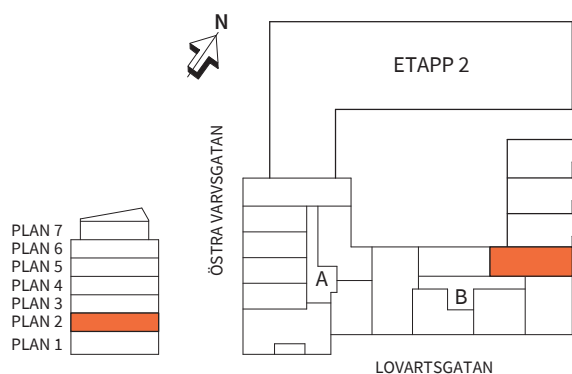 N
ETAPP 2
ÖSTRA VARVSGATAN
PLAN 7
PLAN 6
PLAN 5
PLAN 4
PLAN 3
PLAN 2
PLAN 1
A
B
LOVARTSGATAN